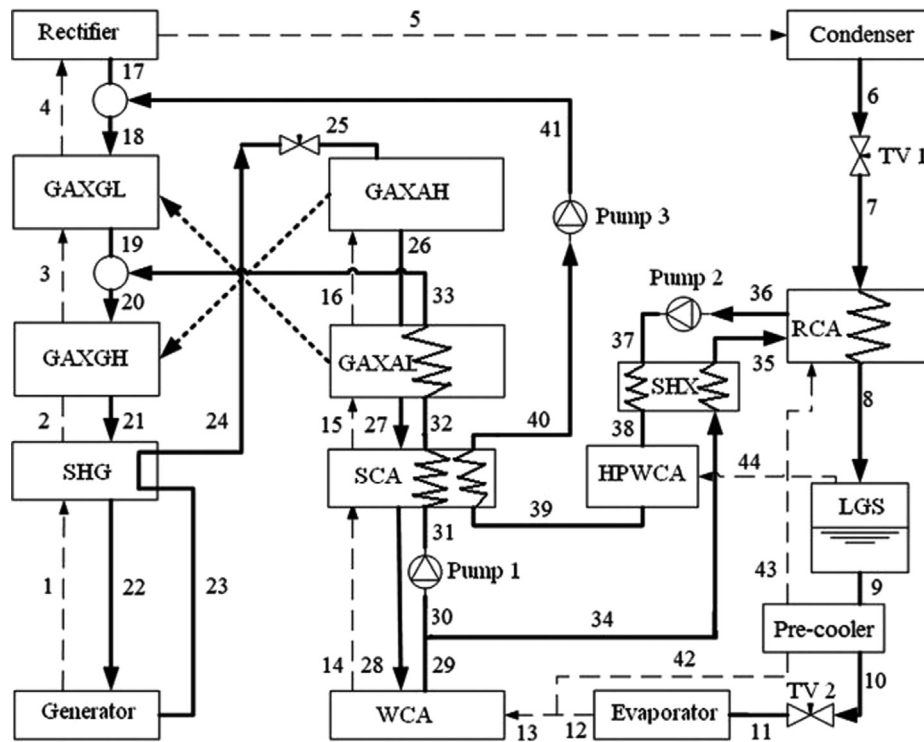 5
Rectifier
Condenser
17
4
6
41
25
18
TV 1
GAXGL
GAXAH
Pump 3
7
19
26
3
16
33
Pump 2
36
20
37
RCA
GAXGH
GAXAL
35
SHX
2
21
24
15
27
32
40
8
38
SHG
SCA
HPWCA
44
LGS
39
31
43
1
22
23
Pump 1
9
30
34
Pre-cooler
14
28
29
42
10
TV 2
Generator
WCA
Evaporator
13
12
11